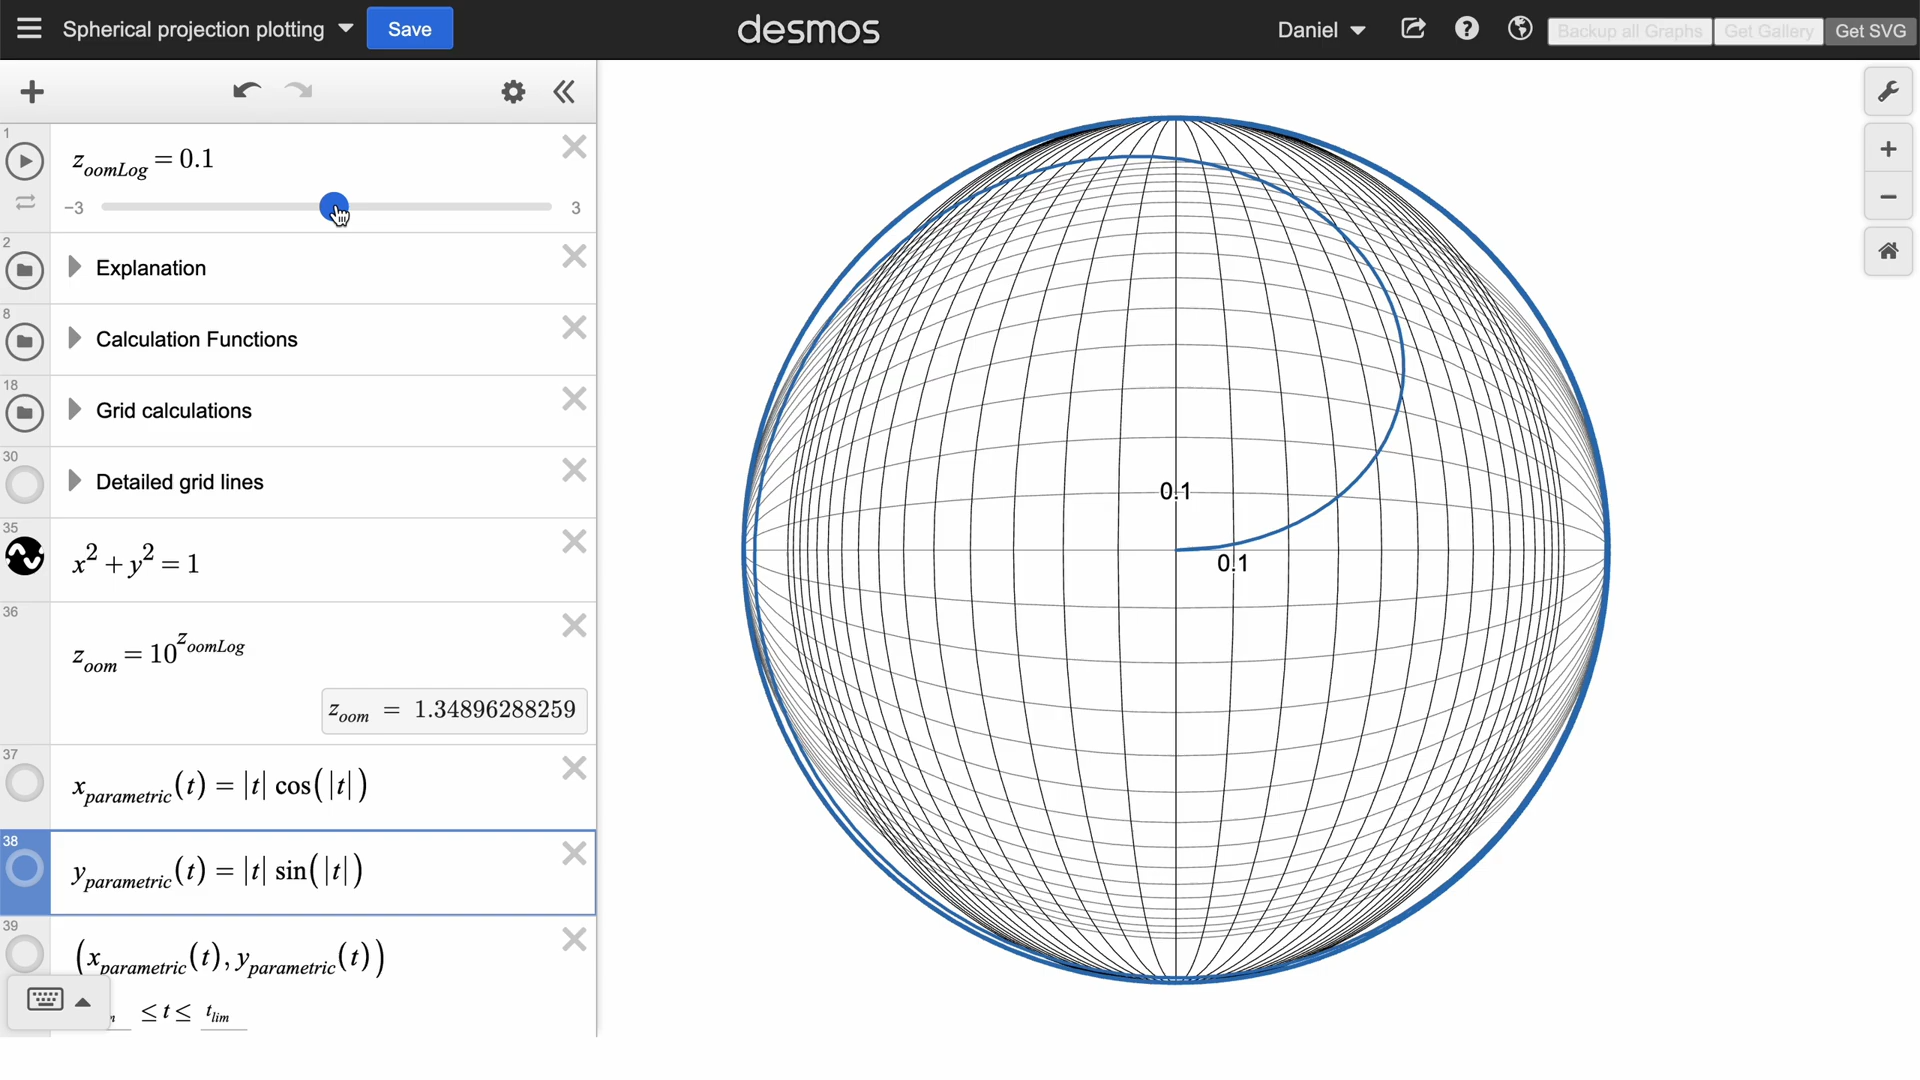 Spherical projection plotting
Save
desmos
Daniel
Backup all Graphs
Get Gallery
Get SVG
1
z_oomLog = 0.1
−3
3
2
Explanation
8
Calculation Functions
18
Grid calculations
30
Detailed grid lines
35
x² + y² = 1
36
z_oom = 10^z_oomLog
z_oom = 1.34896288259
37
x_parametric(t) = |t| cos(|t|)
38
y_parametric(t) = |t| sin(|t|)
39
(x_parametric(t), y_parametric(t))
≤ t ≤ t_lim
0.1
0.1